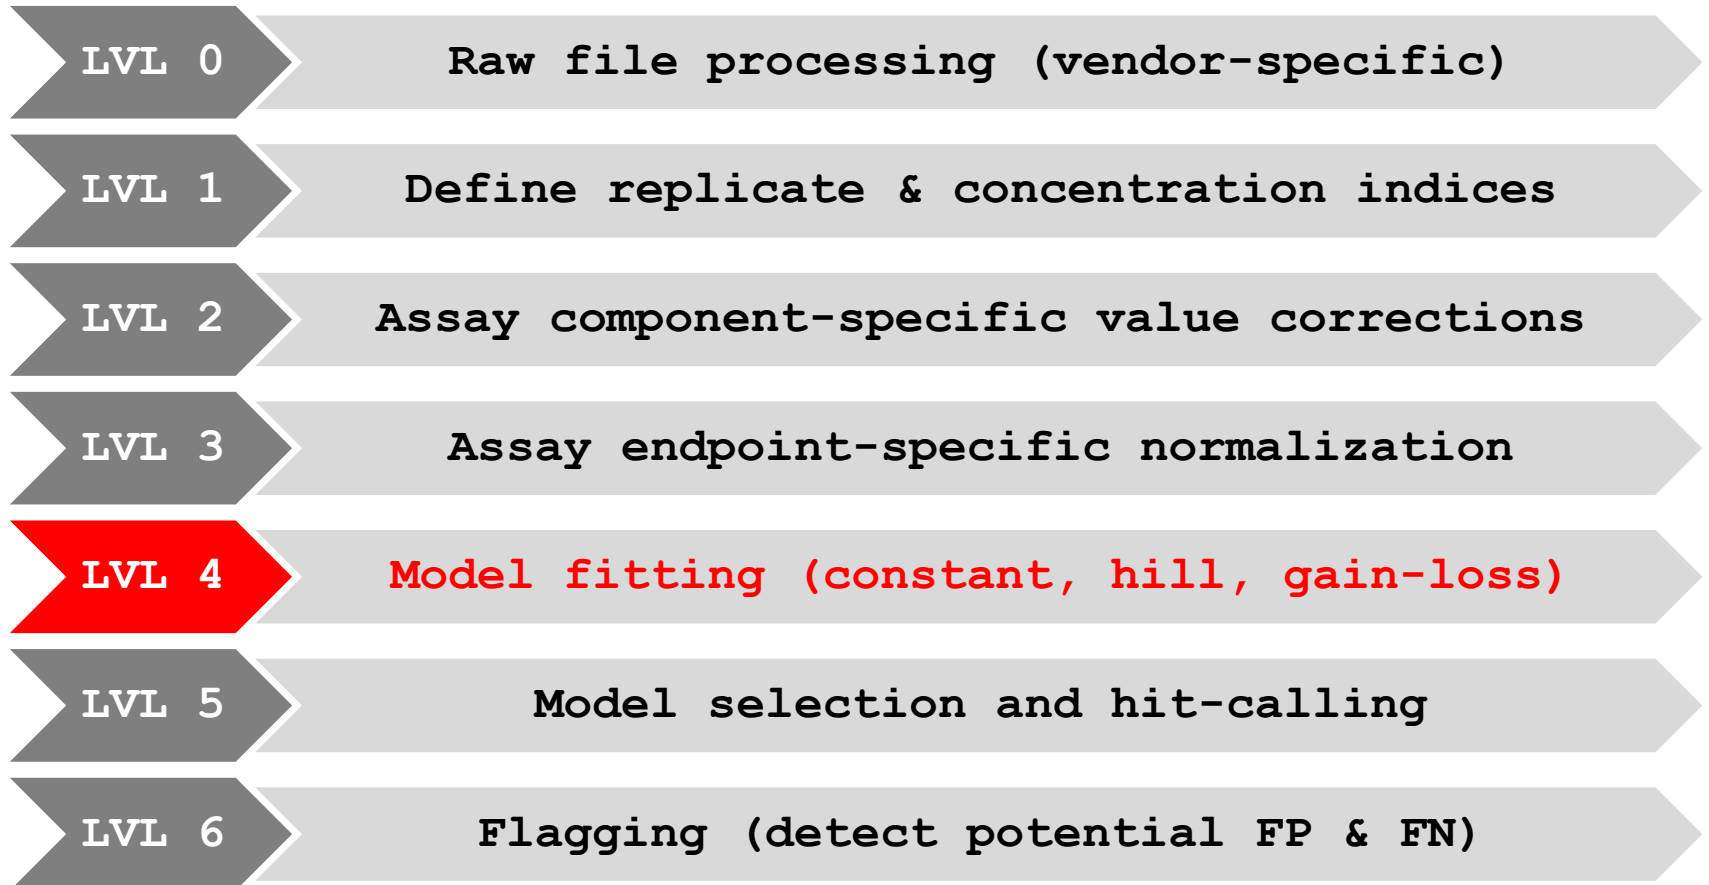 LVL 0 Raw file processing (vendor-specific)
LVL 1 Define replicate & concentration indices
LVL 2 Assay component-specific value corrections
LVL 3 Assay endpoint-specific normalization
LVL 4 Model fitting (constant, hill, gain-loss)
LVL 5 Model selection and hit-calling
LVL 6 Flagging (detect potential FP & FN)